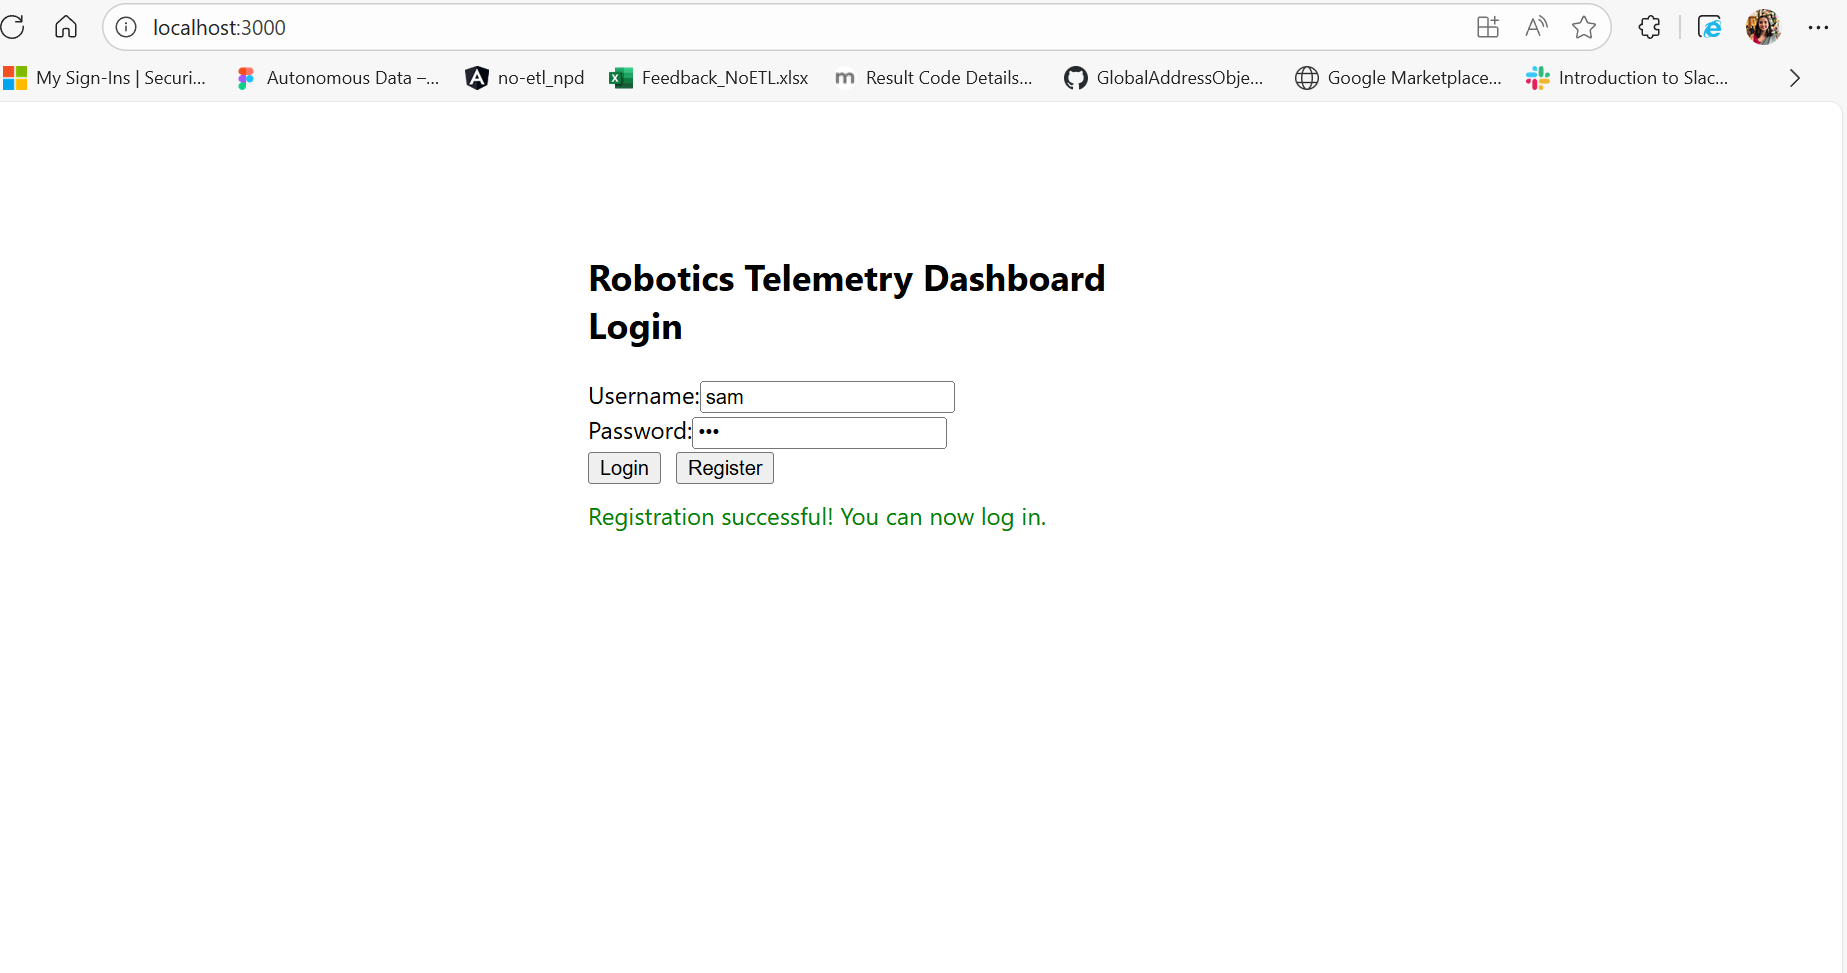 localhost:3000
My Sign-Ins | Securi... Autonomous Data –... no-etl_npd Feedback_NoETL.xlsx Result Code Details... GlobalAddressObje... Google Marketplace... Introduction to Slac...
Robotics Telemetry Dashboard
Login
Username: sam
Password: •••
Login Register
Registration successful! You can now log in.